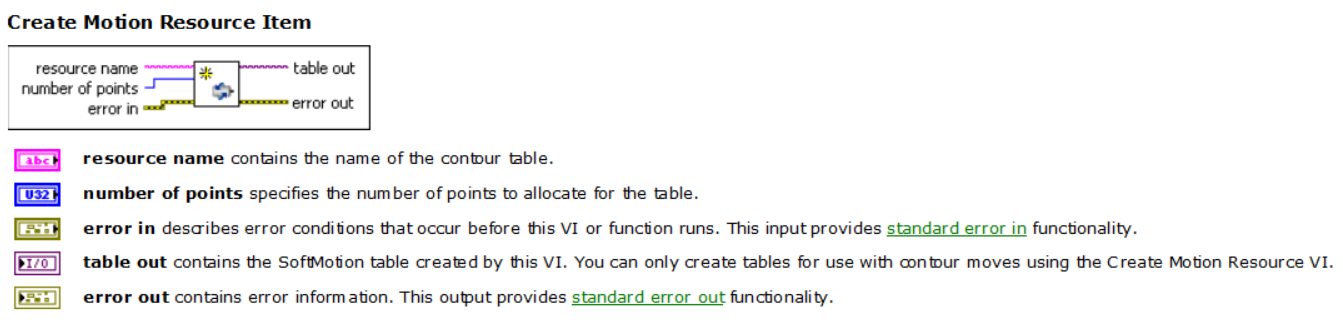 Create Motion Resource Item
resource name
table out
number of points
error in
error out
abc
resource name contains the name of the contour table.
U32
number of points specifies the number of points to allocate for the table.
error in describes error conditions that occur before this VI or function runs. This input provides standard error in functionality.
I/O
table out contains the SoftMotion table created by this VI. You can only create tables for use with contour moves using the Create Motion Resource VI.
error out contains error information. This output provides standard error out functionality.